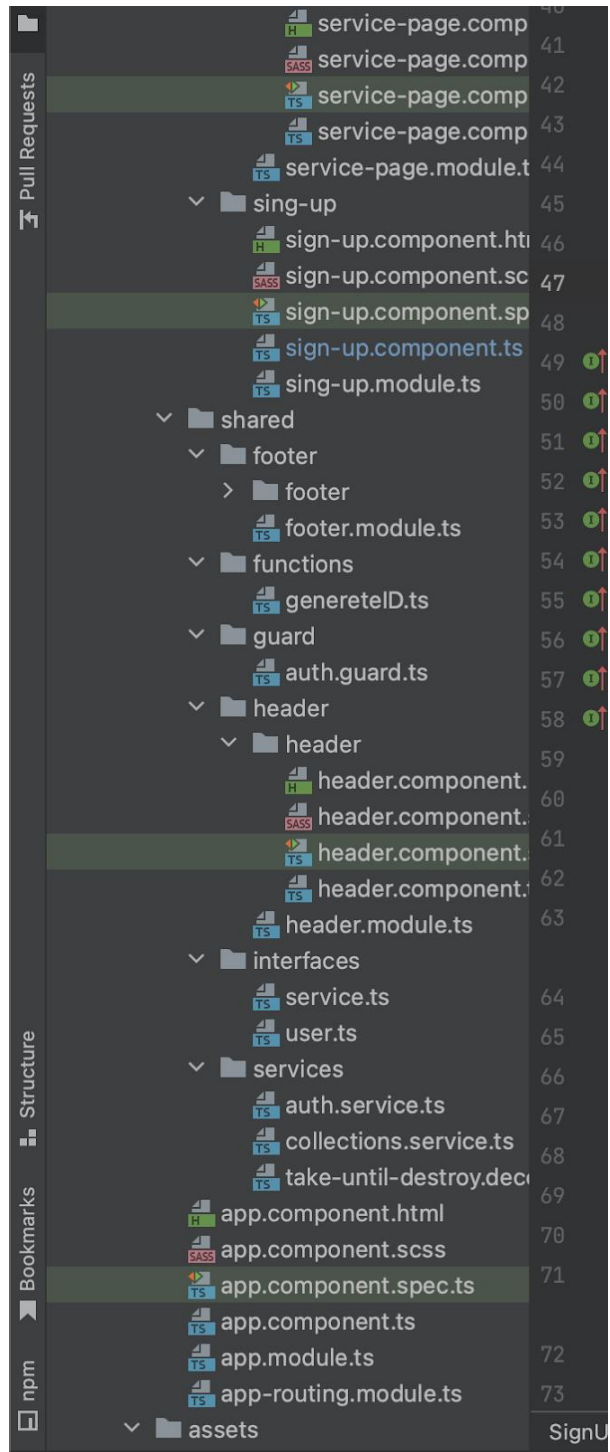 service-page.comp
service-page.comp
service-page.comp
service-page.comp
service-page.module.t
sing-up
sign-up.component.htr
sign-up.component.sc
sign-up.component.sp
sign-up.component.ts
sing-up.module.ts
shared
footer
footer
footer.module.ts
functions
genereteID.ts
guard
auth.guard.ts
header
header
header.component.
header.component.s
header.component.s
header.component.t
header.module.ts
interfaces
service.ts
user.ts
services
auth.service.ts
collections.service.ts
take-until-destroy.deco
app.component.html
app.component.scss
app.component.spec.ts
app.component.ts
app.module.ts
app-routing.module.ts
assets
Pull Requests
Structure
Bookmarks
npm
40
41
42
43
44
45
46
47
48
49
50
51
52
53
54
55
56
57
58
59
60
61
62
63
64
65
66
67
68
69
70
71
72
73
SignU